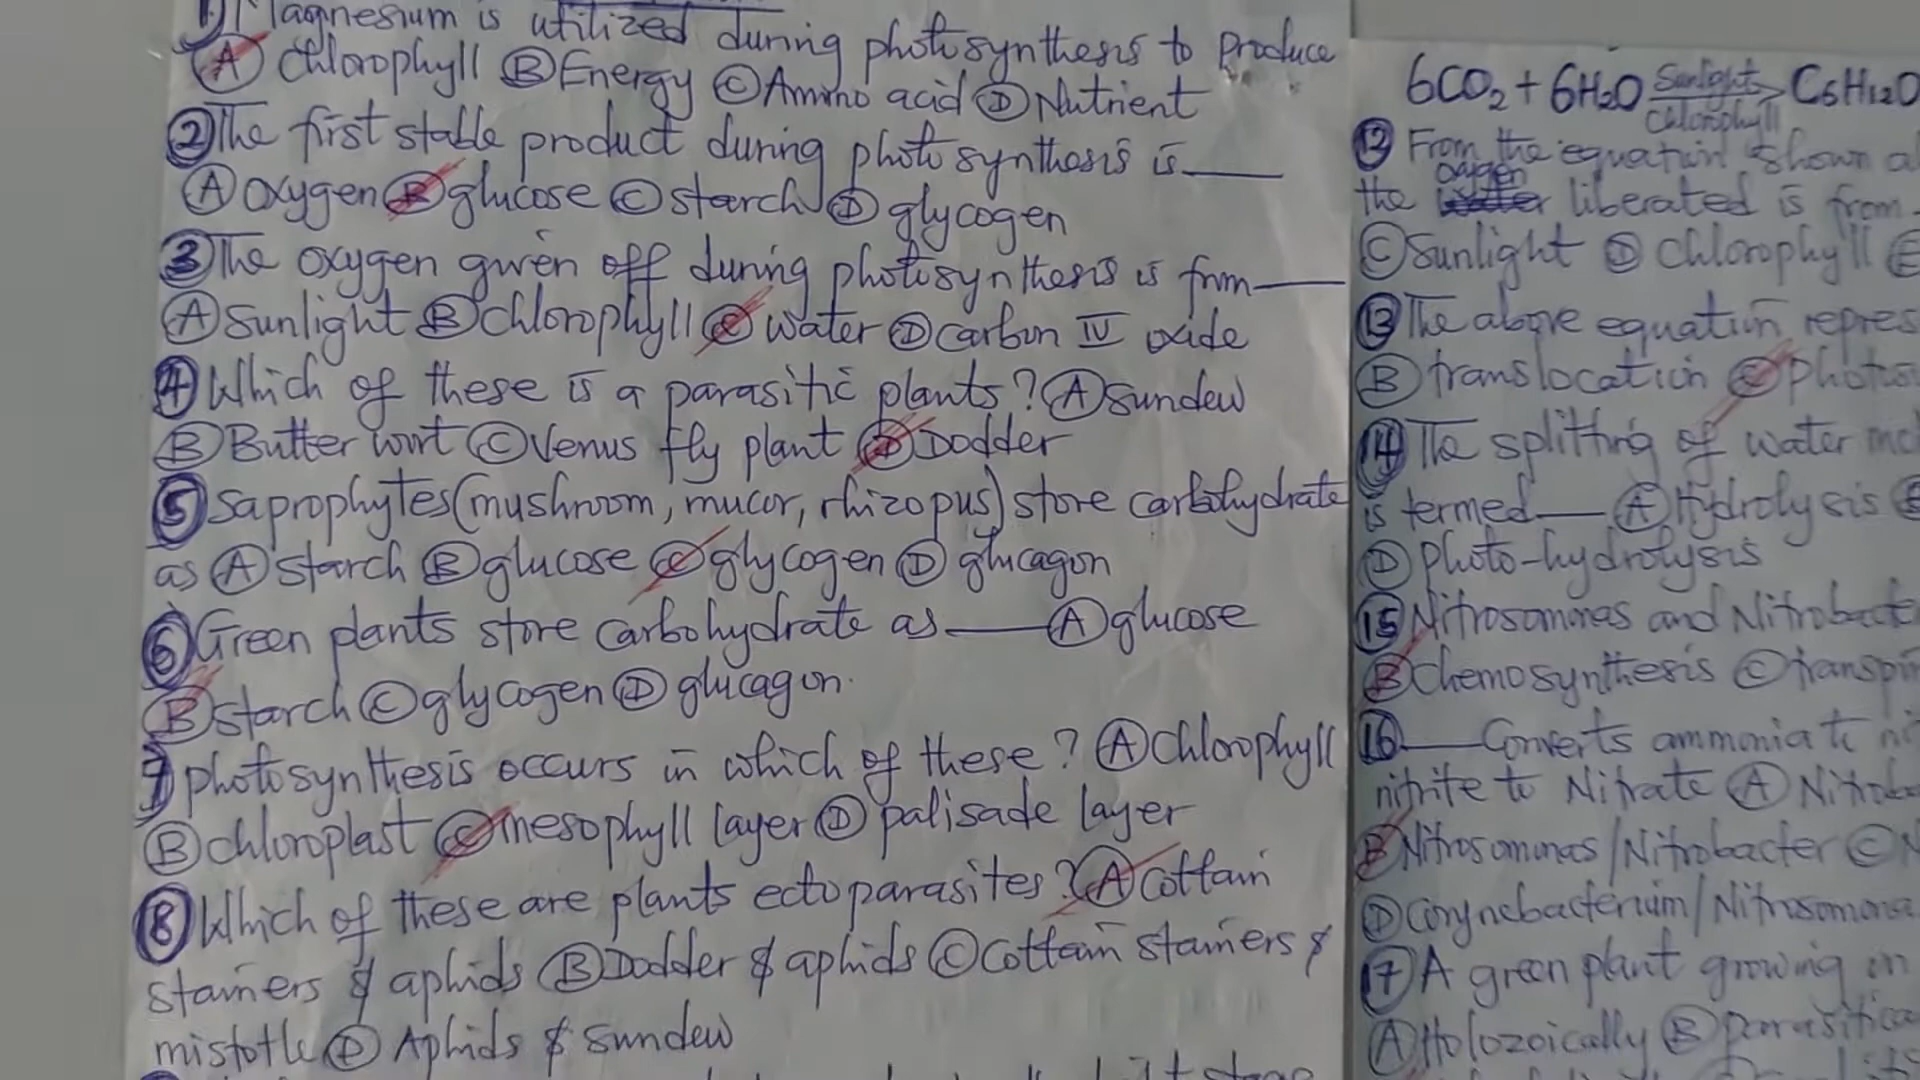 1) Magnesium is utilized during photosynthesis to produce
A chlorophyll B Energy C Amino acid D Nutrient
2 The first stable product during photosynthesis is ____
A oxygen B glucose C starch D glycogen
3 The oxygen given off during photosynthesis is from ____
A sunlight B chlorophyll C water D carbon IV oxide
4 Which of these is a parasitic plants? A sundew
B Butter wort C Venus fly plant D Dodder
5 Saprophytes (mushroom, mucor, rhizopus) store carbohydrate
as A starch B glucose C glycogen D glucagon
6 Green plants store carbohydrate as ____ A glucose
B starch C glycogen D glucagon.
7 photosynthesis occurs in which of these? A chlorophyll
B chloroplast C mesophyll layer D palisade layer
8 Which of these are plants ectoparasites? A Cottain
stainers & aphids B Dodder & aphids C Cottain stainers &
mistotle D Aphids & sundew
6CO2 + 6H2O Sunlight Chlorophyll C6H12O
12 From the equation shown
the oxygen liberated is from
C Sunlight D Chlorophyll E
13 The above equation repres
B translocation C photos
14 The splitting of water
is termed ____ A Hydrolysis
D photo-hydrolysis
15 Nitrosomonas and Nitrobacte
B Chemosynthesis C transpir
16 ____ Converts ammonia to
nitrite to Nitrate A Nitroba
B Nitrosomonas/Nitrobacter C N
D Corynebacterium/Nitrosomona
17 A green plant growing in
A Holozoically B parasitica